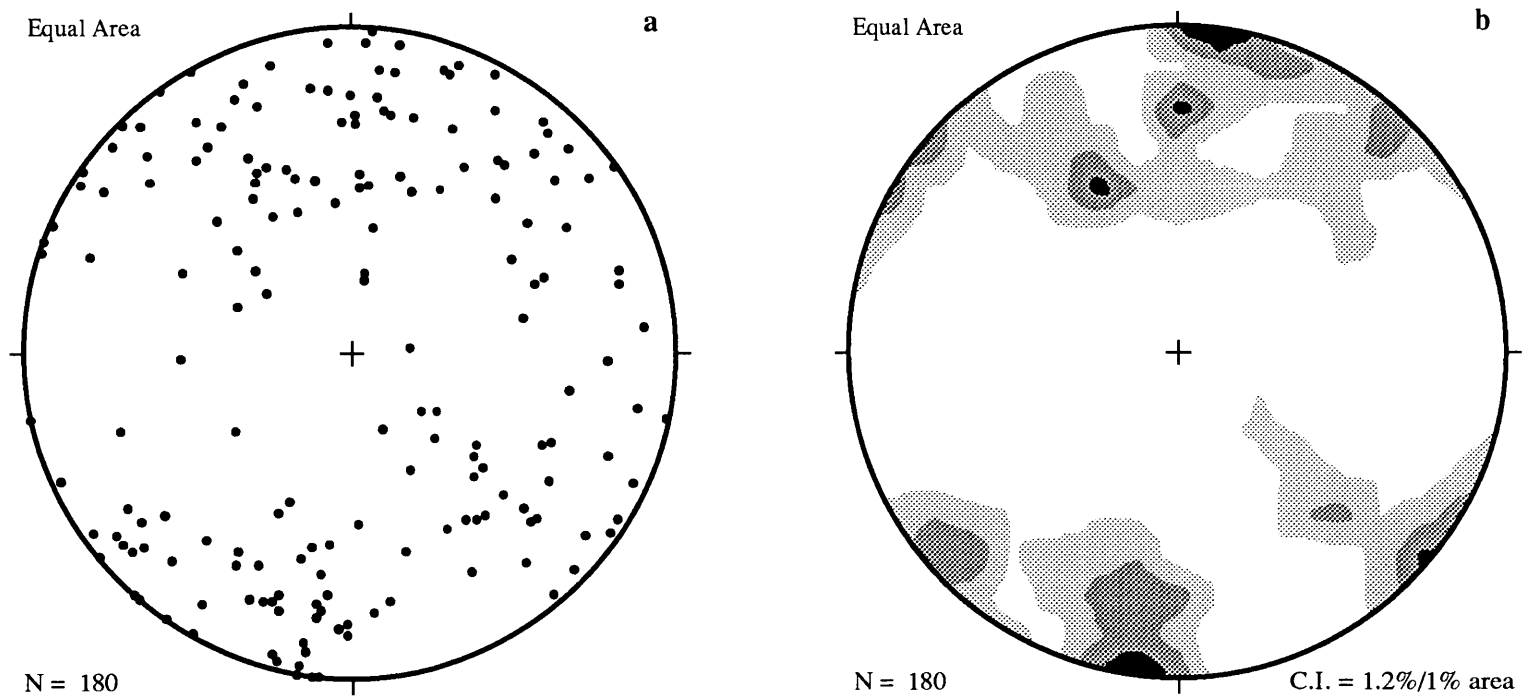 Equal Area
a
N = 180
Equal Area
b
N = 180
C.I. = 1.2%/1% area